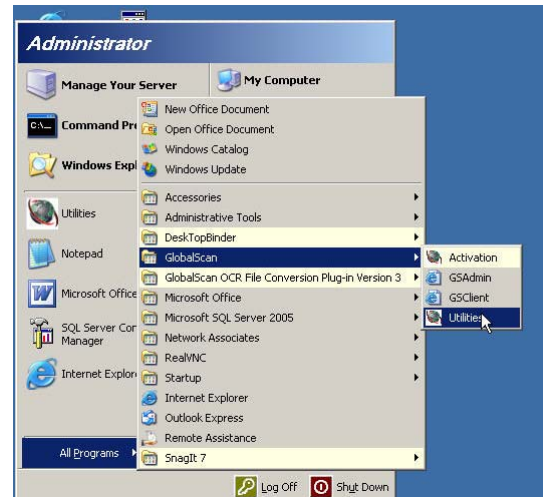 Administrator
Manage Your Server
My Computer
Command Pr
Windows Expl
Utilities
Notepad
Microsoft Office
SQL Server Con
Manager
Internet Explor
All Programs
New Office Document
Open Office Document
Windows Catalog
Windows Update
Accessories
Administrative Tools
DeskTopBinder
GlobalScan
GlobalScan OCR File Conversion Plug-in Version 3
Microsoft Office
Microsoft SQL Server 2005
Network Associates
RealVNC
Startup
Internet Explorer
Outlook Express
Remote Assistance
SnagIt 7
Activation
GSAdmin
GSClient
Utilities
Log Off
Shut Down